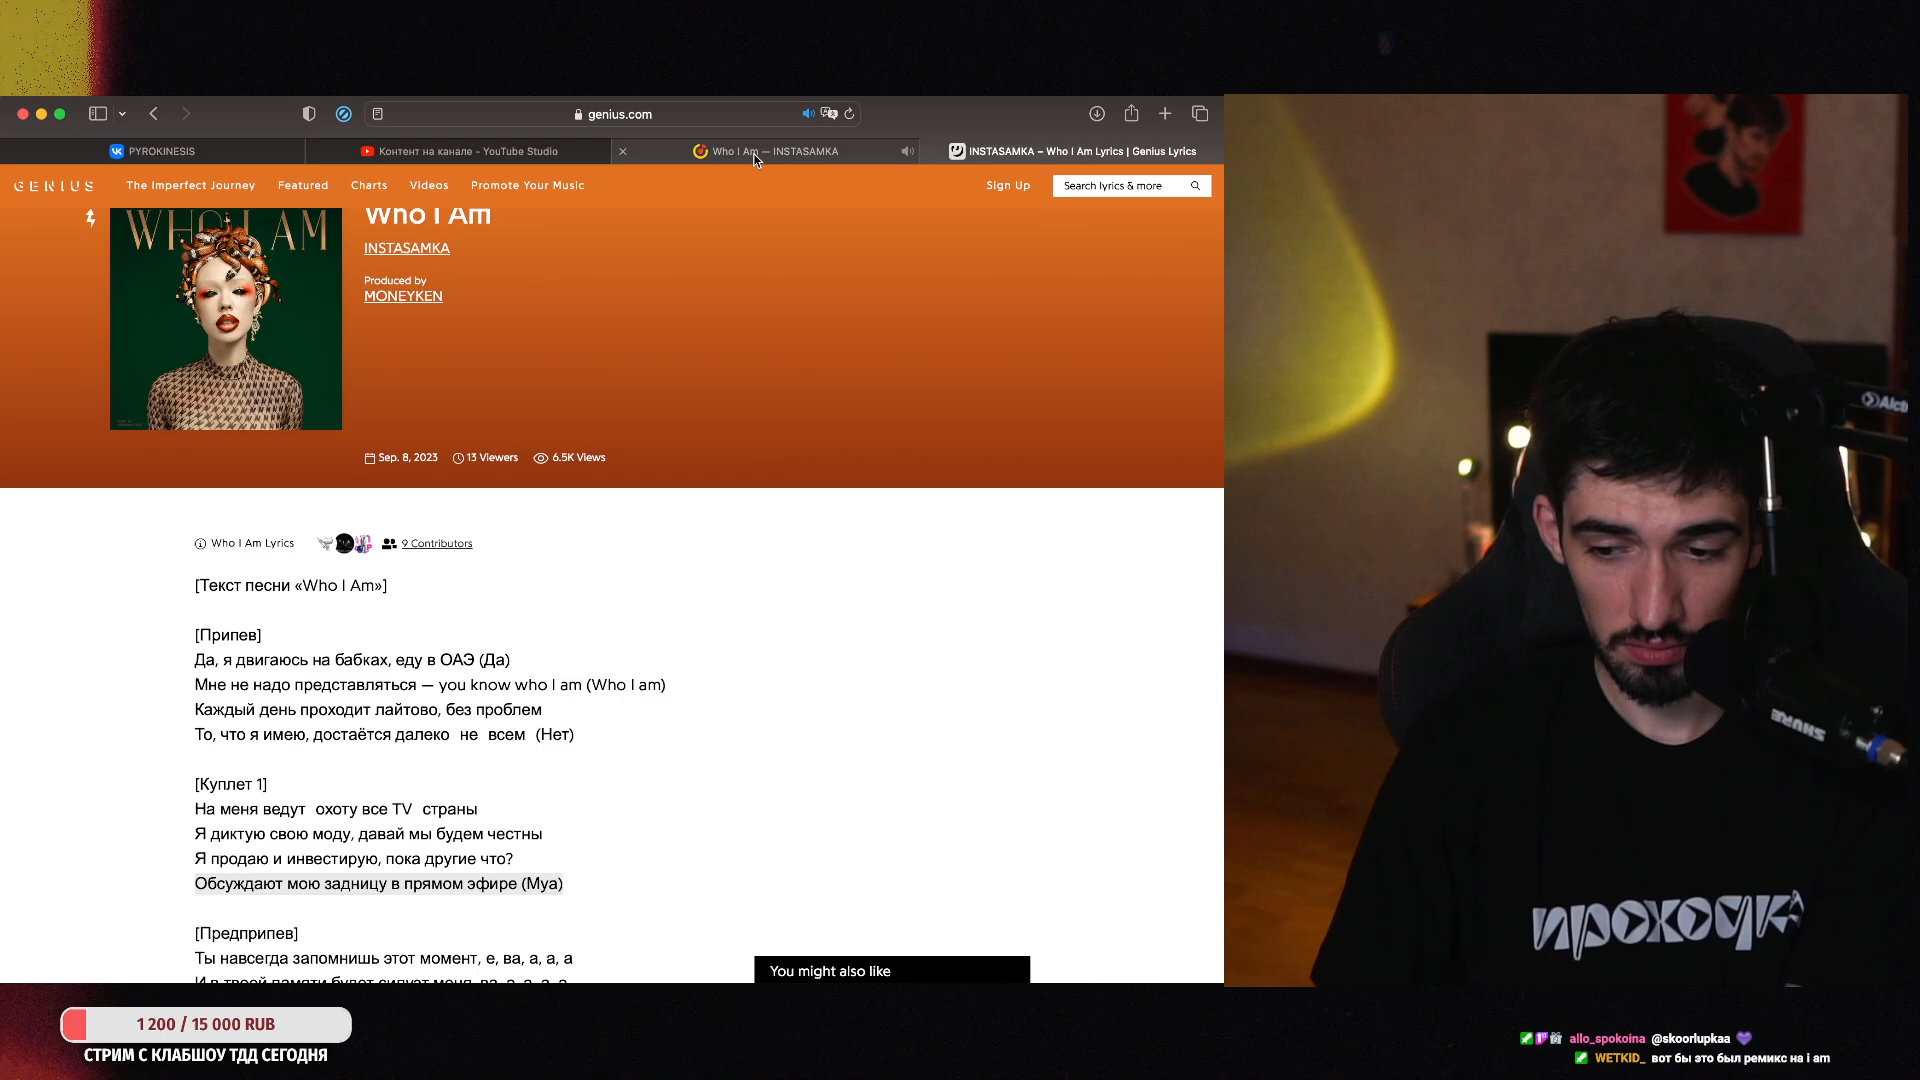 genius.com
PYROKINESIS
Контент на канале - YouTube Studio
Who I Am — INSTASAMKA
INSTASAMKA – Who I Am Lyrics | Genius Lyrics
GENIUS
The Imperfect Journey
Featured
Charts
Videos
Promote Your Music
Sign Up
Search lyrics & more
WHO I AM
Who I Am
INSTASAMKA
Produced by
MONEYKEN
Sep. 8, 2023
13 Viewers
6.5K Views
Who I Am Lyrics
9 Contributors
[Текст песни «Who I Am»]
[Припев]
Да, я двигаюсь на бабках, еду в ОАЭ (Да)
Мне не надо представляться — you know who I am (Who I am)
Каждый день проходит лайтово, без проблем
То, что я имею, достаётся далеко не всем (Нет)
[Куплет 1]
На меня ведут охоту все TV страны
Я диктую свою моду, давай мы будем честны
Я продаю и инвестирую, пока другие что?
Обсуждают мою задницу в прямом эфире (Муа)
[Предприпев]
Ты навсегда запомнишь этот момент, е, ва, а, а, а
You might also like
SHURE
проходка
1 200 / 15 000 RUB
СТРИМ С КЛАБШОУ ТДД СЕГОДНЯ
allo_spokoina @skoorlupkaa
WETKID_ вот бы это был ремикс на i am